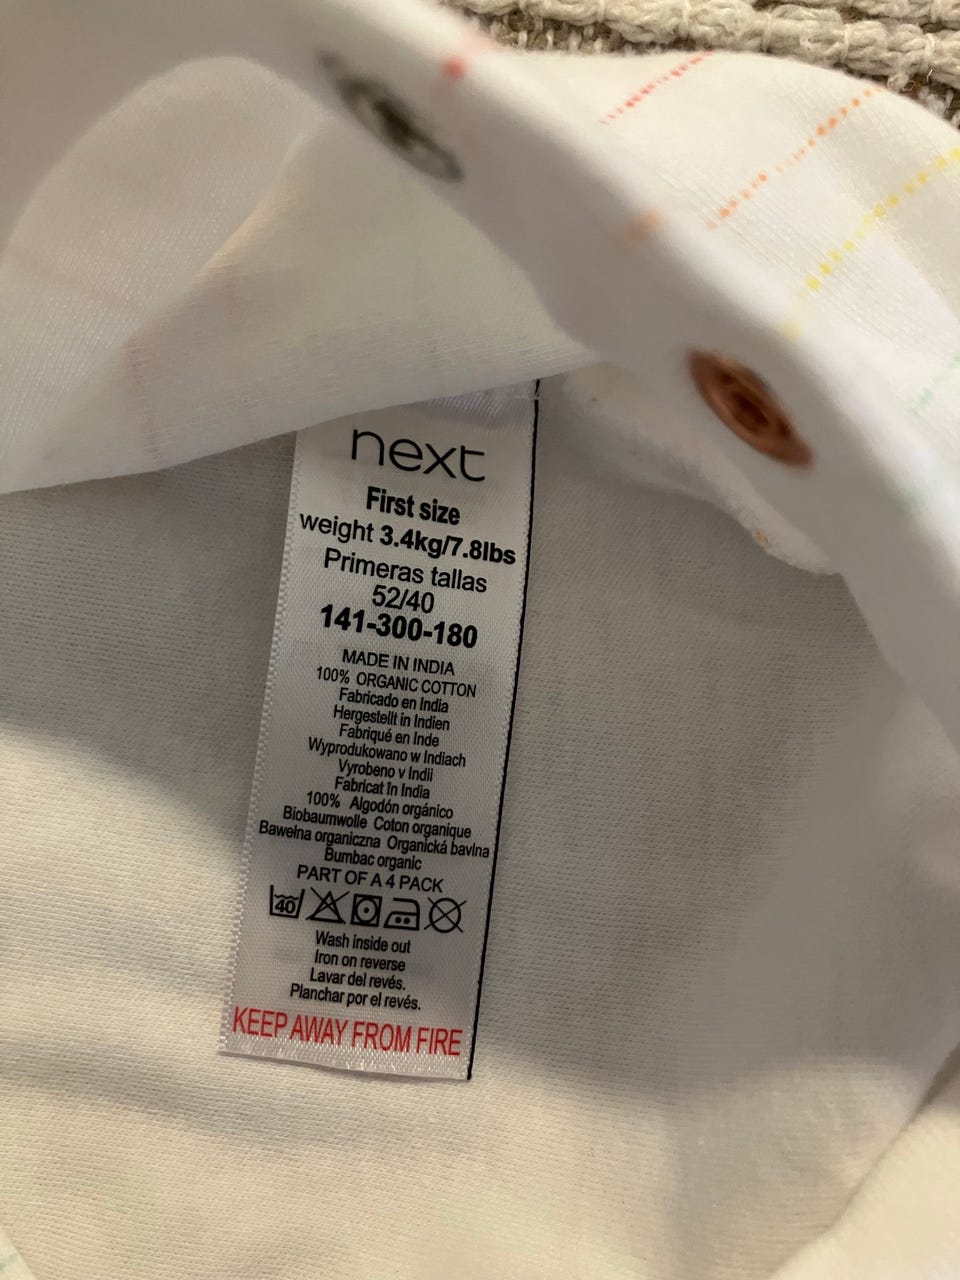 next
First size
weight 3.4kg/7.8lbs
Primeras tallas
52/40
141-300-180
MADE IN INDIA
100% ORGANIC COTTON
Fabricado en India
Hergestellt in Indien
Fabriqué en Inde
Wyprodukowano w Indiach
Vyrobeno v Indii
Fabricat în India
100% Algodón orgánico
Biobaumwolle Coton organique
Bawełna organiczna Organická bavlna
Bumbac organic
PART OF A 4 PACK
40
Wash inside out
Iron on reverse
Lavar del revés.
Planchar por el revés.
KEEP AWAY FROM FIRE